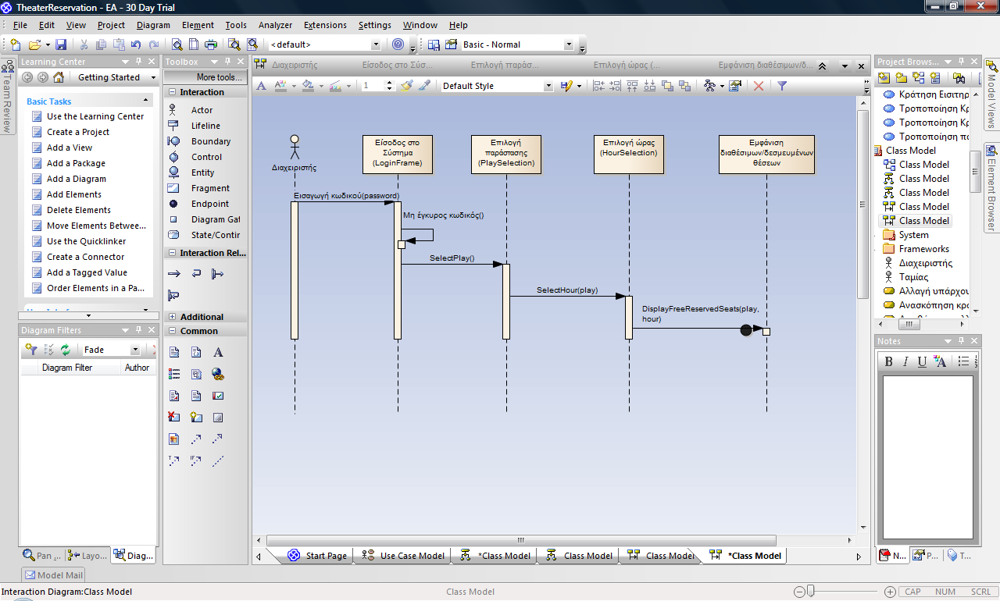 TheaterReservation - EA - 30 Day Trial
File Edit View Project Diagram Element Tools Analyzer Extensions Settings Window Help
<default>
Basic - Normal
Team Review
Learning Center
Getting Started
Basic Tasks
Use the Learning Center
Create a Project
Add a View
Add a Package
Add a Diagram
Add Elements
Delete Elements
Move Elements Betwee...
Use the Quicklinker
Create a Connector
Add a Tagged Value
Order Elements in a Pa...
Diagram Filters
Fade
Diagram Filter Author
Pan ... Layo... Diag...
Model Mail
Toolbox
More tools...
Interaction
Actor
Lifeline
Boundary
Control
Entity
Fragment
Endpoint
Diagram Gat
State/Contir
Interaction Rel...
Additional
Common
Διαχειριστής Είσοδος στο Σύσ... Επιλογή παράσ... Επιλογή ώρας (... Εμφάνιση διαθέσιμων/δ...
1
Default Style
Διαχειριστής
Είσοδος στο
Σύστημα
(LoginFrame)
Επιλογή
παράστασης
(PlaySelection)
Επιλογή ώρας
(HourSelection)
Εμφάνιση
διαθέσιμων/δεσμευμένων
θέσεων
Εισαγωγή κωδικού(password)
Μη έγκυρος κωδικός()
SelectPlay()
SelectHour(play)
DisplayFreeReservedSeats(play,
hour)
Start Page Use Case Model *Class Model Class Model Class Model *Class Model
Project Brows...
Κράτηση Εισιτηρ
Τροποποίηση Κρ
Τροποποίηση Κρ
Τροποποίηση πα
Class Model
Class Model
Class Model
Class Model
Class Model
Class Model
System
Frameworks
Διαχειριστής
Ταμίας
Αλλαγή υπάρχου
Ανασκόπηση κρα
Notes
B I U A
N... P... T...
Model Views
Element Browser
Interaction Diagram:Class Model
Class Model
CAP NUM SCRL